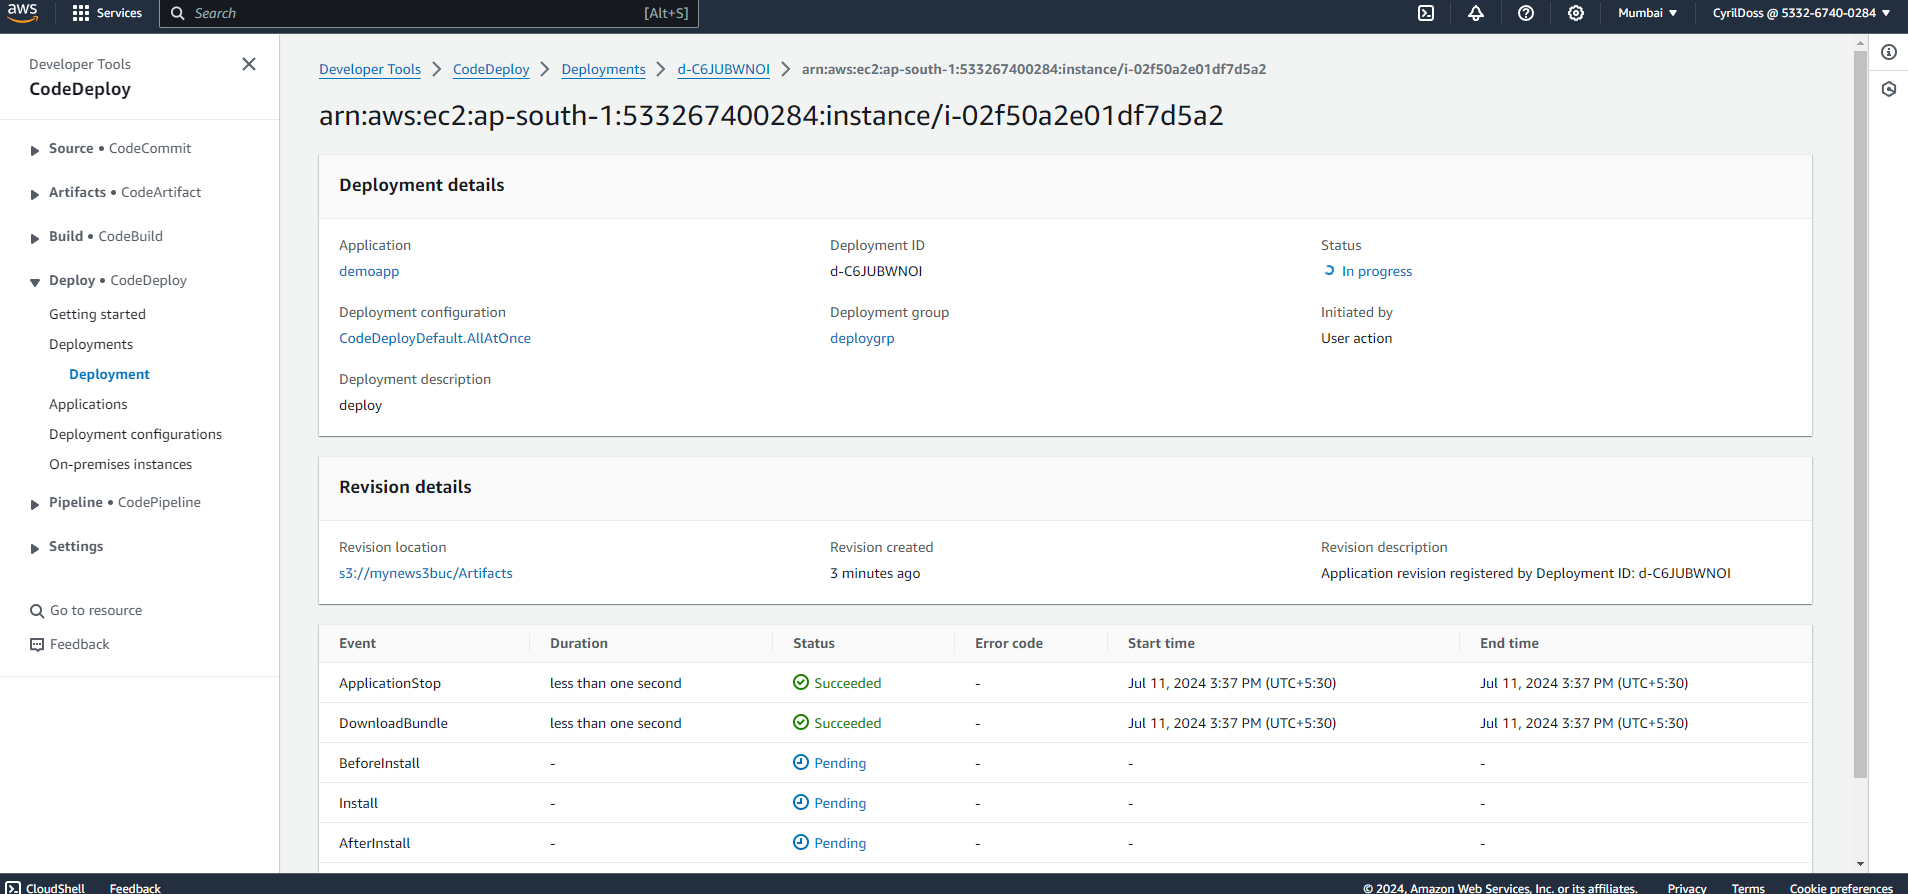 aws Services Search [Alt+S] Mumbai CyrilDoss @ 5332-6740-0284
Developer Tools
CodeDeploy
Source • CodeCommit
Artifacts • CodeArtifact
Build • CodeBuild
Deploy • CodeDeploy
Getting started
Deployments
Deployment
Applications
Deployment configurations
On-premises instances
Pipeline • CodePipeline
Settings
Go to resource
Feedback
Developer Tools > CodeDeploy > Deployments > d-C6JUBWNOI > arn:aws:ec2:ap-south-1:533267400284:instance/i-02f50a2e01df7d5a2
arn:aws:ec2:ap-south-1:533267400284:instance/i-02f50a2e01df7d5a2
Deployment details
Application Deployment ID Status
demoapp d-C6JUBWNOI In progress
Deployment configuration Deployment group Initiated by
CodeDeployDefault.AllAtOnce deploygrp User action
Deployment description
deploy
Revision details
Revision location Revision created Revision description
s3://mynews3buc/Artifacts 3 minutes ago Application revision registered by Deployment ID: d-C6JUBWNOI
Event Duration Status Error code Start time End time
ApplicationStop less than one second Succeeded - Jul 11, 2024 3:37 PM (UTC+5:30) Jul 11, 2024 3:37 PM (UTC+5:30)
DownloadBundle less than one second Succeeded - Jul 11, 2024 3:37 PM (UTC+5:30) Jul 11, 2024 3:37 PM (UTC+5:30)
BeforeInstall - Pending - - -
Install - Pending - - -
AfterInstall - Pending - - -
CloudShell Feedback © 2024, Amazon Web Services, Inc. or its affiliates. Privacy Terms Cookie preferences